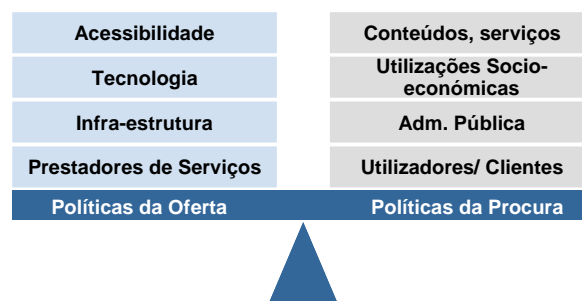 Acessibilidade
Tecnologia
Infra-estrutura
Prestadores de Serviços
Políticas da Oferta
Conteúdos, serviços
Utilizações Socio-
económicas
Adm. Pública
Utilizadores/ Clientes
Políticas da Procura